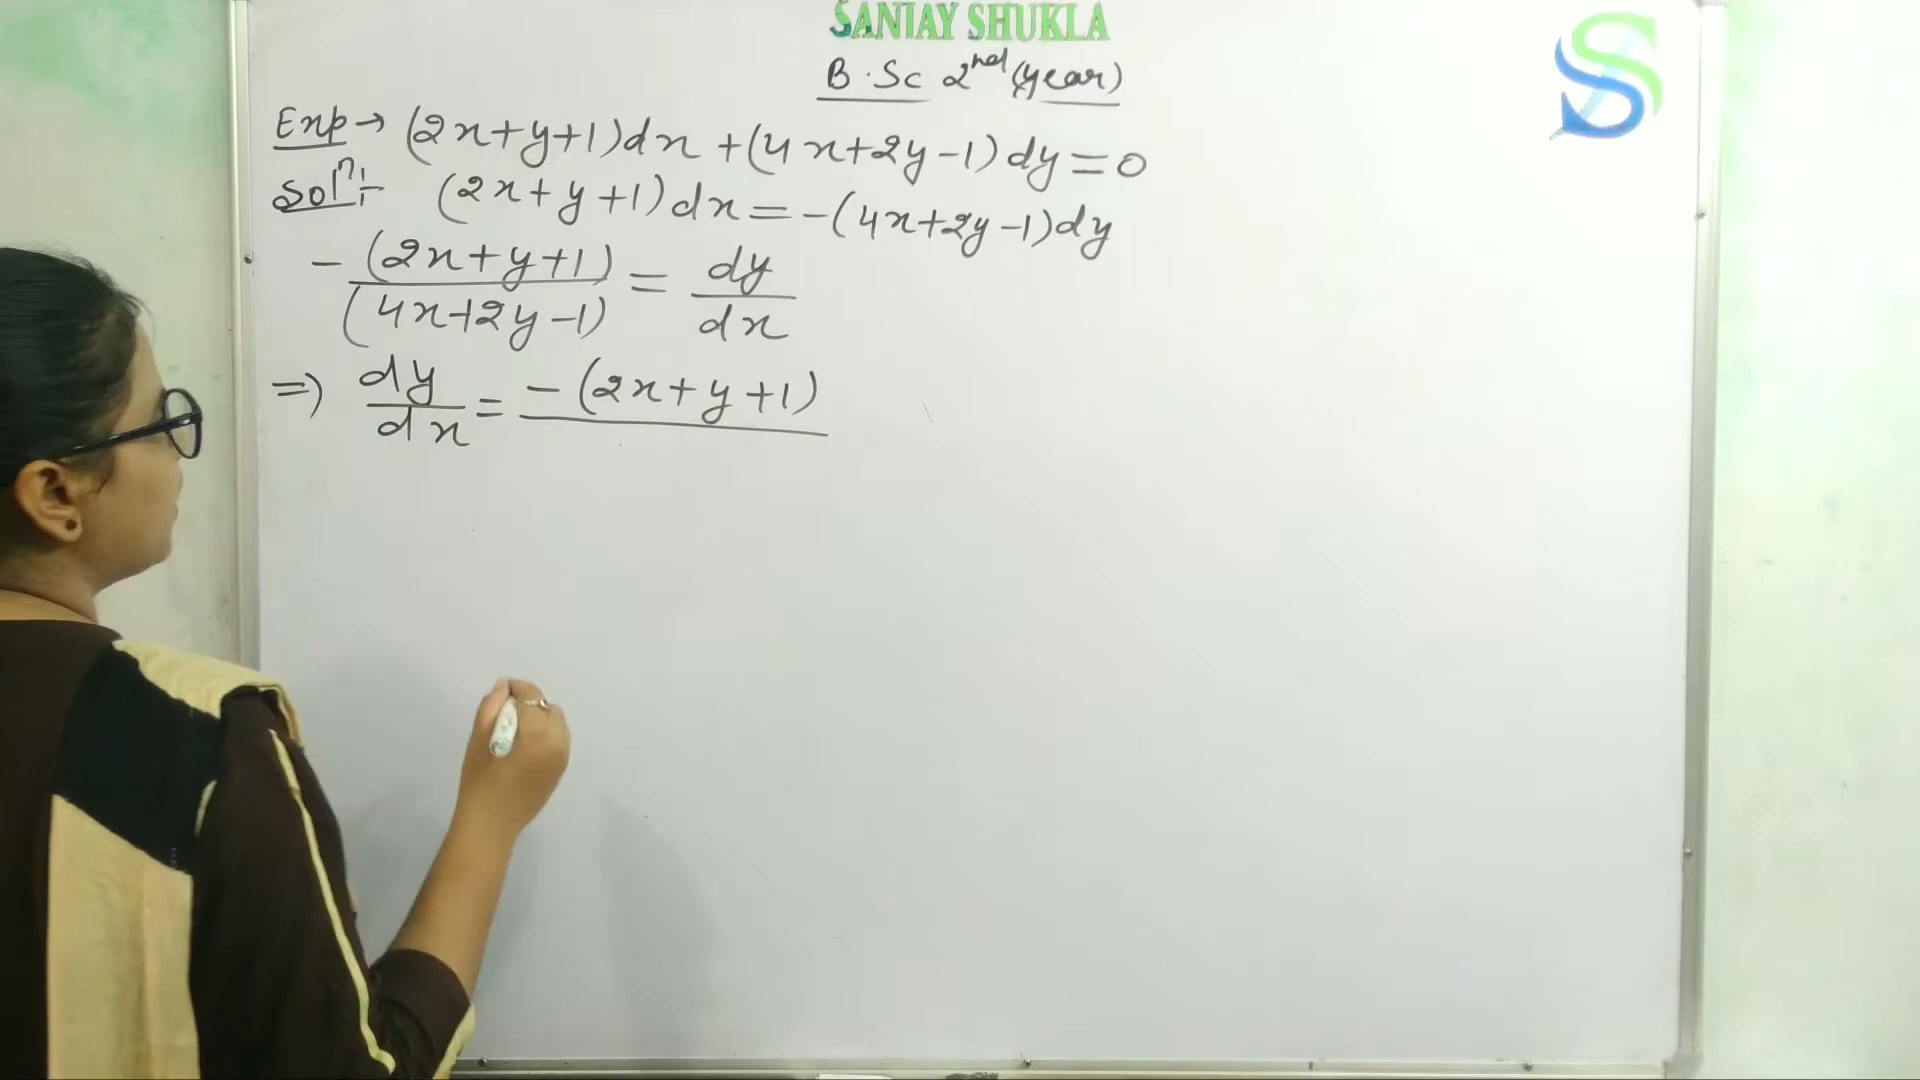 SANJAY SHUKLA
B.Sc 2nd (year)
Exp→ (2x+y+1)dx + (4x+2y-1)dy = 0
Solⁿ:- (2x+y+1)dx = -(4x+2y-1)dy
-(2x+y+1)/(4x+2y-1) = dy/dx
⇒ dy/dx = -(2x+y+1)/